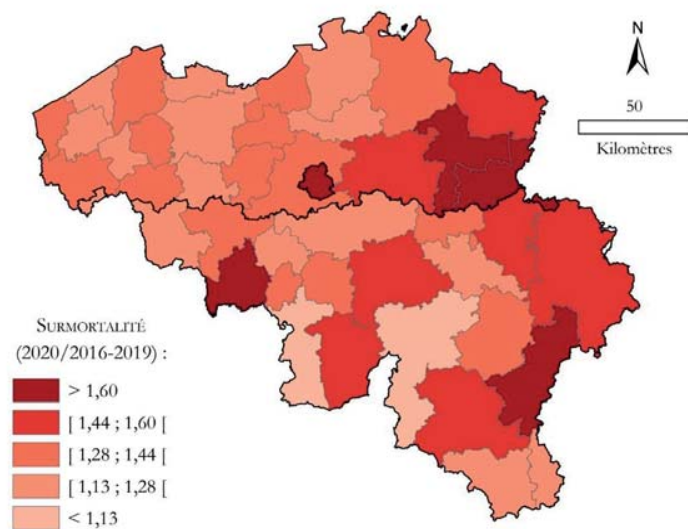 N
50
Kilomètres
SURMORTALITÉ
(2020/2016-2019) :
> 1,60
[ 1,44 ; 1,60 [
[ 1,28 ; 1,44 [
[ 1,13 ; 1,28 [
< 1,13